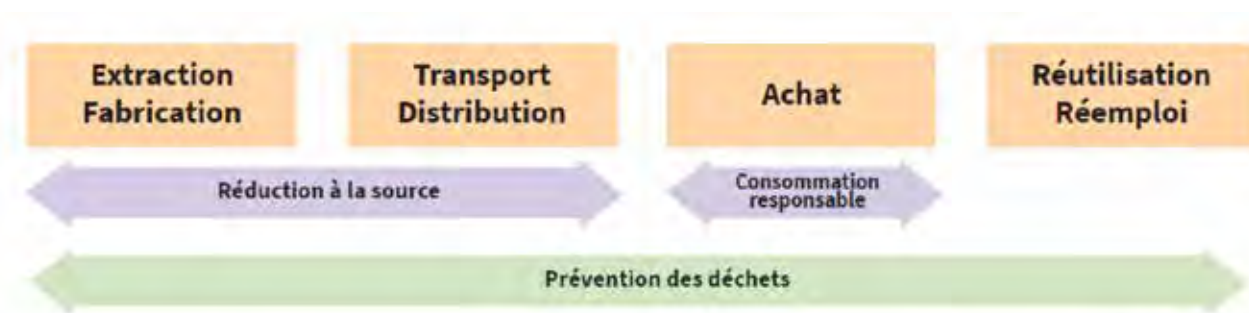 Extraction
Fabrication
Transport
Distribution
Achat
Réutilisation
Réemploi
Réduction à la source
Consommation
responsable
Prévention des déchets